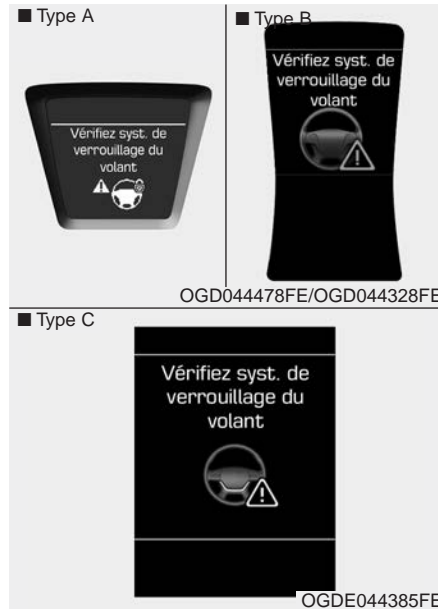 ■ Type A
Vérifiez syst. de
verrouillage du
volant
■ Type B
Vérifiez syst. de
verrouillage du
volant
OGD044478FE/OGD044328FE
■ Type C
Vérifiez syst. de
verrouillage du
volant
OGDE044385FE